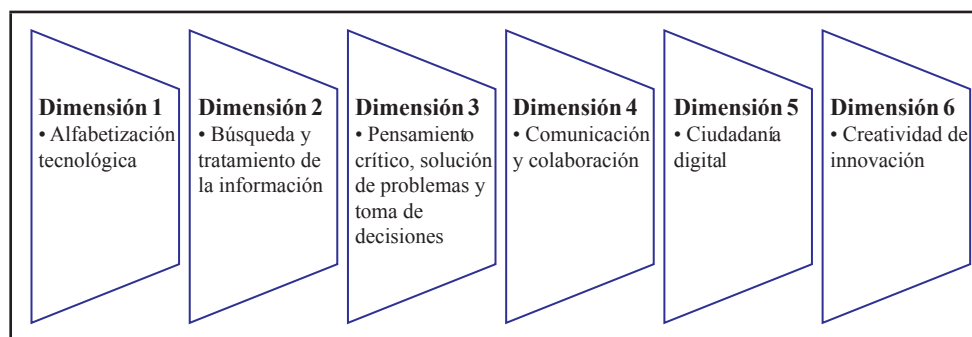 Dimensión 1
• Alfabetización
tecnológica
Dimensión 2
• Búsqueda y
tratamiento de
la información
Dimensión 3
• Pensamiento
crítico, solución
de problemas y
toma de
decisiones
Dimensión 4
• Comunicación
y colaboración
Dimensión 5
• Ciudadanía
digital
Dimensión 6
• Creatividad de
innovación